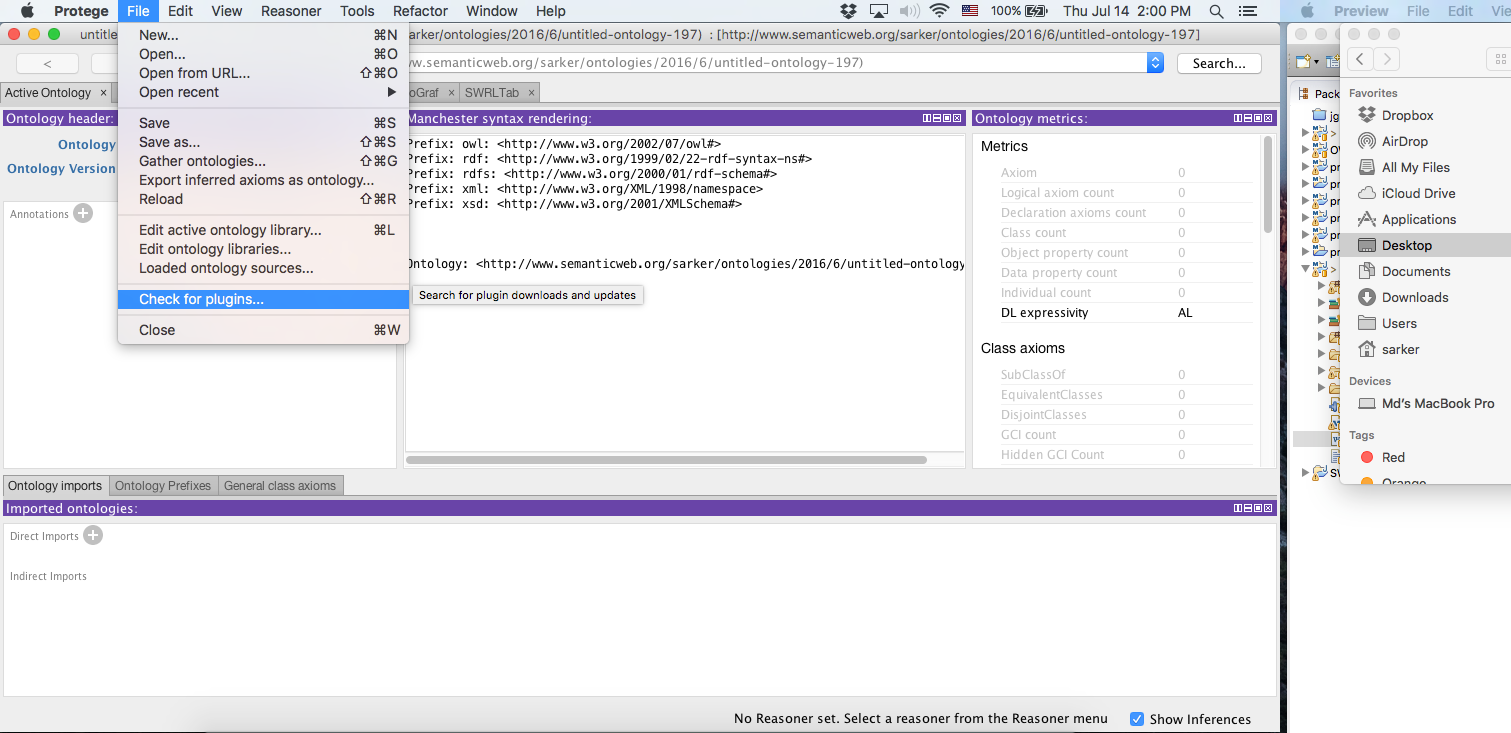 Protege File Edit View Reasoner Tools Refactor Window Help 100% Thu Jul 14 2:00 PM
Preview File Edit
untitle
sarker/ontologies/2016/6/untitled-ontology-197) : [http://www.semanticweb.org/sarker/ontologies/2016/6/untitled-ontology-197]
<
w.semanticweb.org/sarker/ontologies/2016/6/untitled-ontology-197)
Search...
Active Ontology × oGraf × SWRLTab ×
New... ⌘N
Open... ⌘O
Open from URL... ⇧⌘O
Open recent ▶
Save ⌘S
Save as... ⇧⌘S
Gather ontologies... ⇧⌘G
Export inferred axioms as ontology...
Reload ⇧⌘R
Edit active ontology library... ⌘L
Edit ontology libraries...
Loaded ontology sources...
Check for plugins...
Close ⌘W
Search for plugin downloads and updates
Ontology header:
Ontology
Ontology Version
Annotations
Manchester syntax rendering:
Prefix: owl: <http://www.w3.org/2002/07/owl#>
Prefix: rdf: <http://www.w3.org/1999/02/22-rdf-syntax-ns#>
Prefix: rdfs: <http://www.w3.org/2000/01/rdf-schema#>
Prefix: xml: <http://www.w3.org/XML/1998/namespace>
Prefix: xsd: <http://www.w3.org/2001/XMLSchema#>
Ontology: <http://www.semanticweb.org/sarker/ontologies/2016/6/untitled-ontology
Ontology metrics:
Metrics
Axiom 0
Logical axiom count 0
Declaration axioms count 0
Class count 0
Object property count 0
Data property count 0
Individual count 0
DL expressivity AL
Class axioms
SubClassOf 0
EquivalentClasses 0
DisjointClasses 0
GCI count 0
Hidden GCI Count 0
Ontology imports Ontology Prefixes General class axioms
Imported ontologies:
Direct Imports
Indirect Imports
No Reasoner set. Select a reasoner from the Reasoner menu Show Inferences
Pack
jg
Favorites
Dropbox
AirDrop
All My Files
iCloud Drive
Applications
Desktop
Documents
Downloads
Users
sarker
Devices
Md's MacBook Pro
Tags
Red
Orange